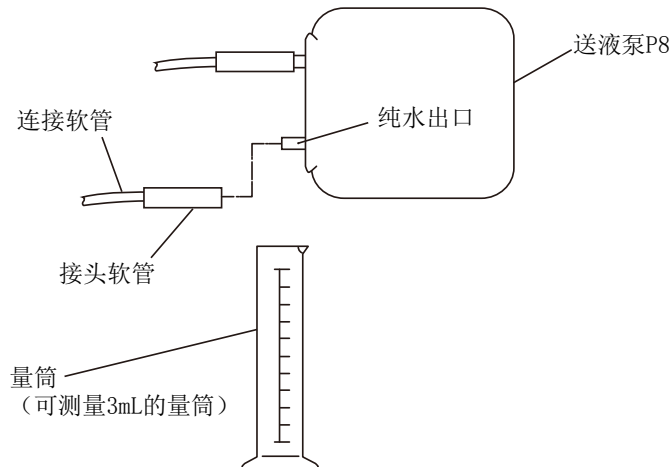 送液泵P8
纯水出口
连接软管
接头软管
量筒
（可测量3mL的量筒）